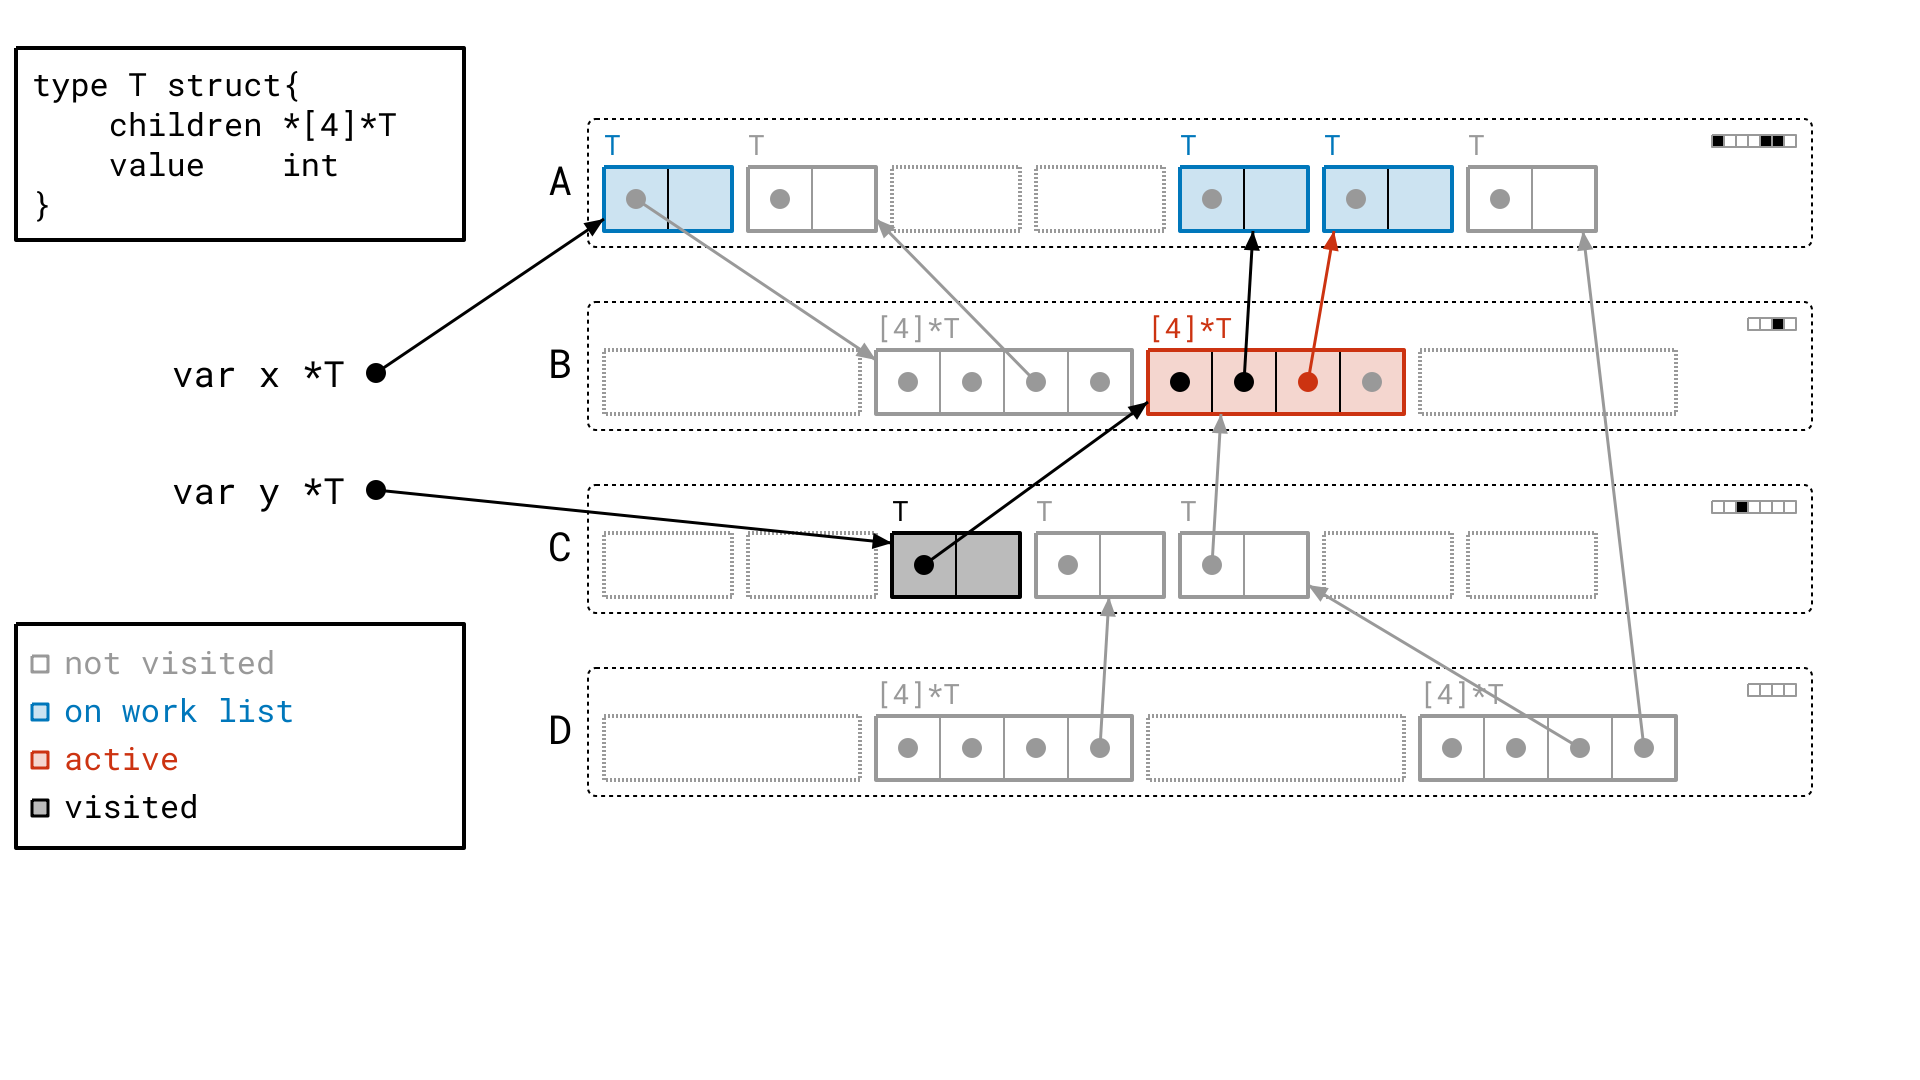 type T struct{
    children *[4]*T
    value    int
}
var x *T
var y *T
not visited
on work list
active
visited
A
T
T
T
T
T
B
[4]*T
[4]*T
C
T
T
T
D
[4]*T
[4]*T